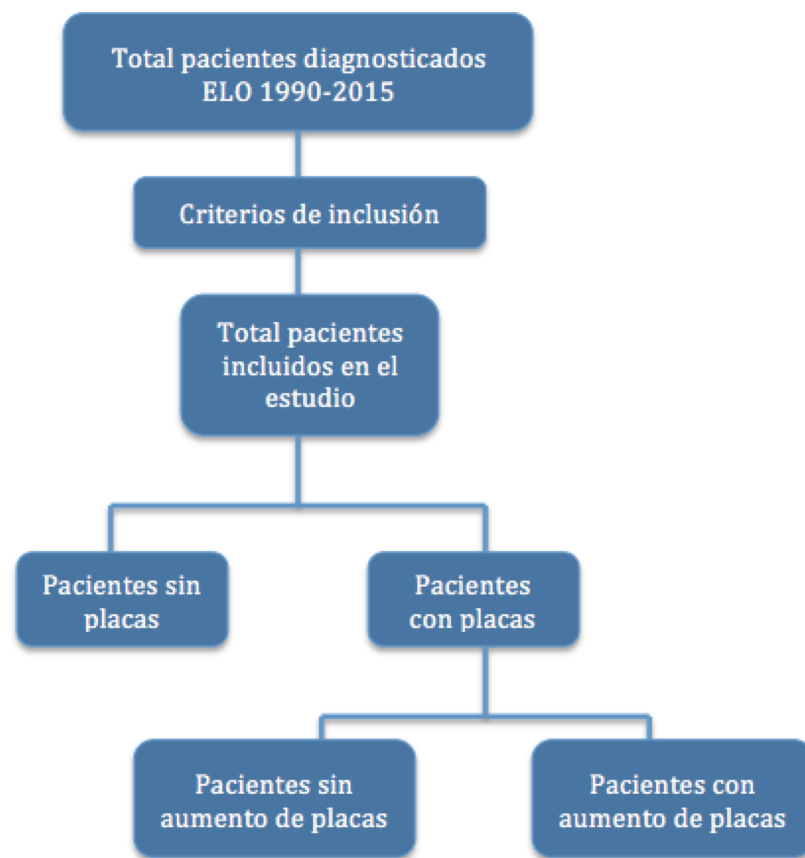 Total pacientes diagnosticados
ELO 1990-2015
Criterios de inclusión
Total pacientes
incluidos en el
estudio
Pacientes sin
placas
Pacientes
con placas
Pacientes sin
aumento de placas
Pacientes con
aumento de placas